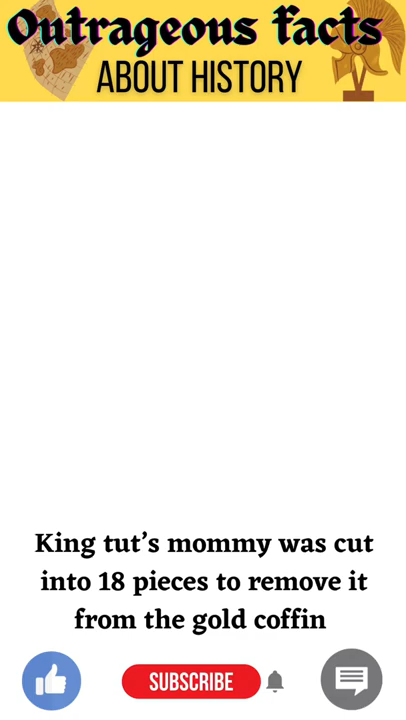 Outrageous facts
ABOUT HISTORY
King tut's mommy was cut
into 18 pieces to remove it
from the gold coffin
SUBSCRIBE